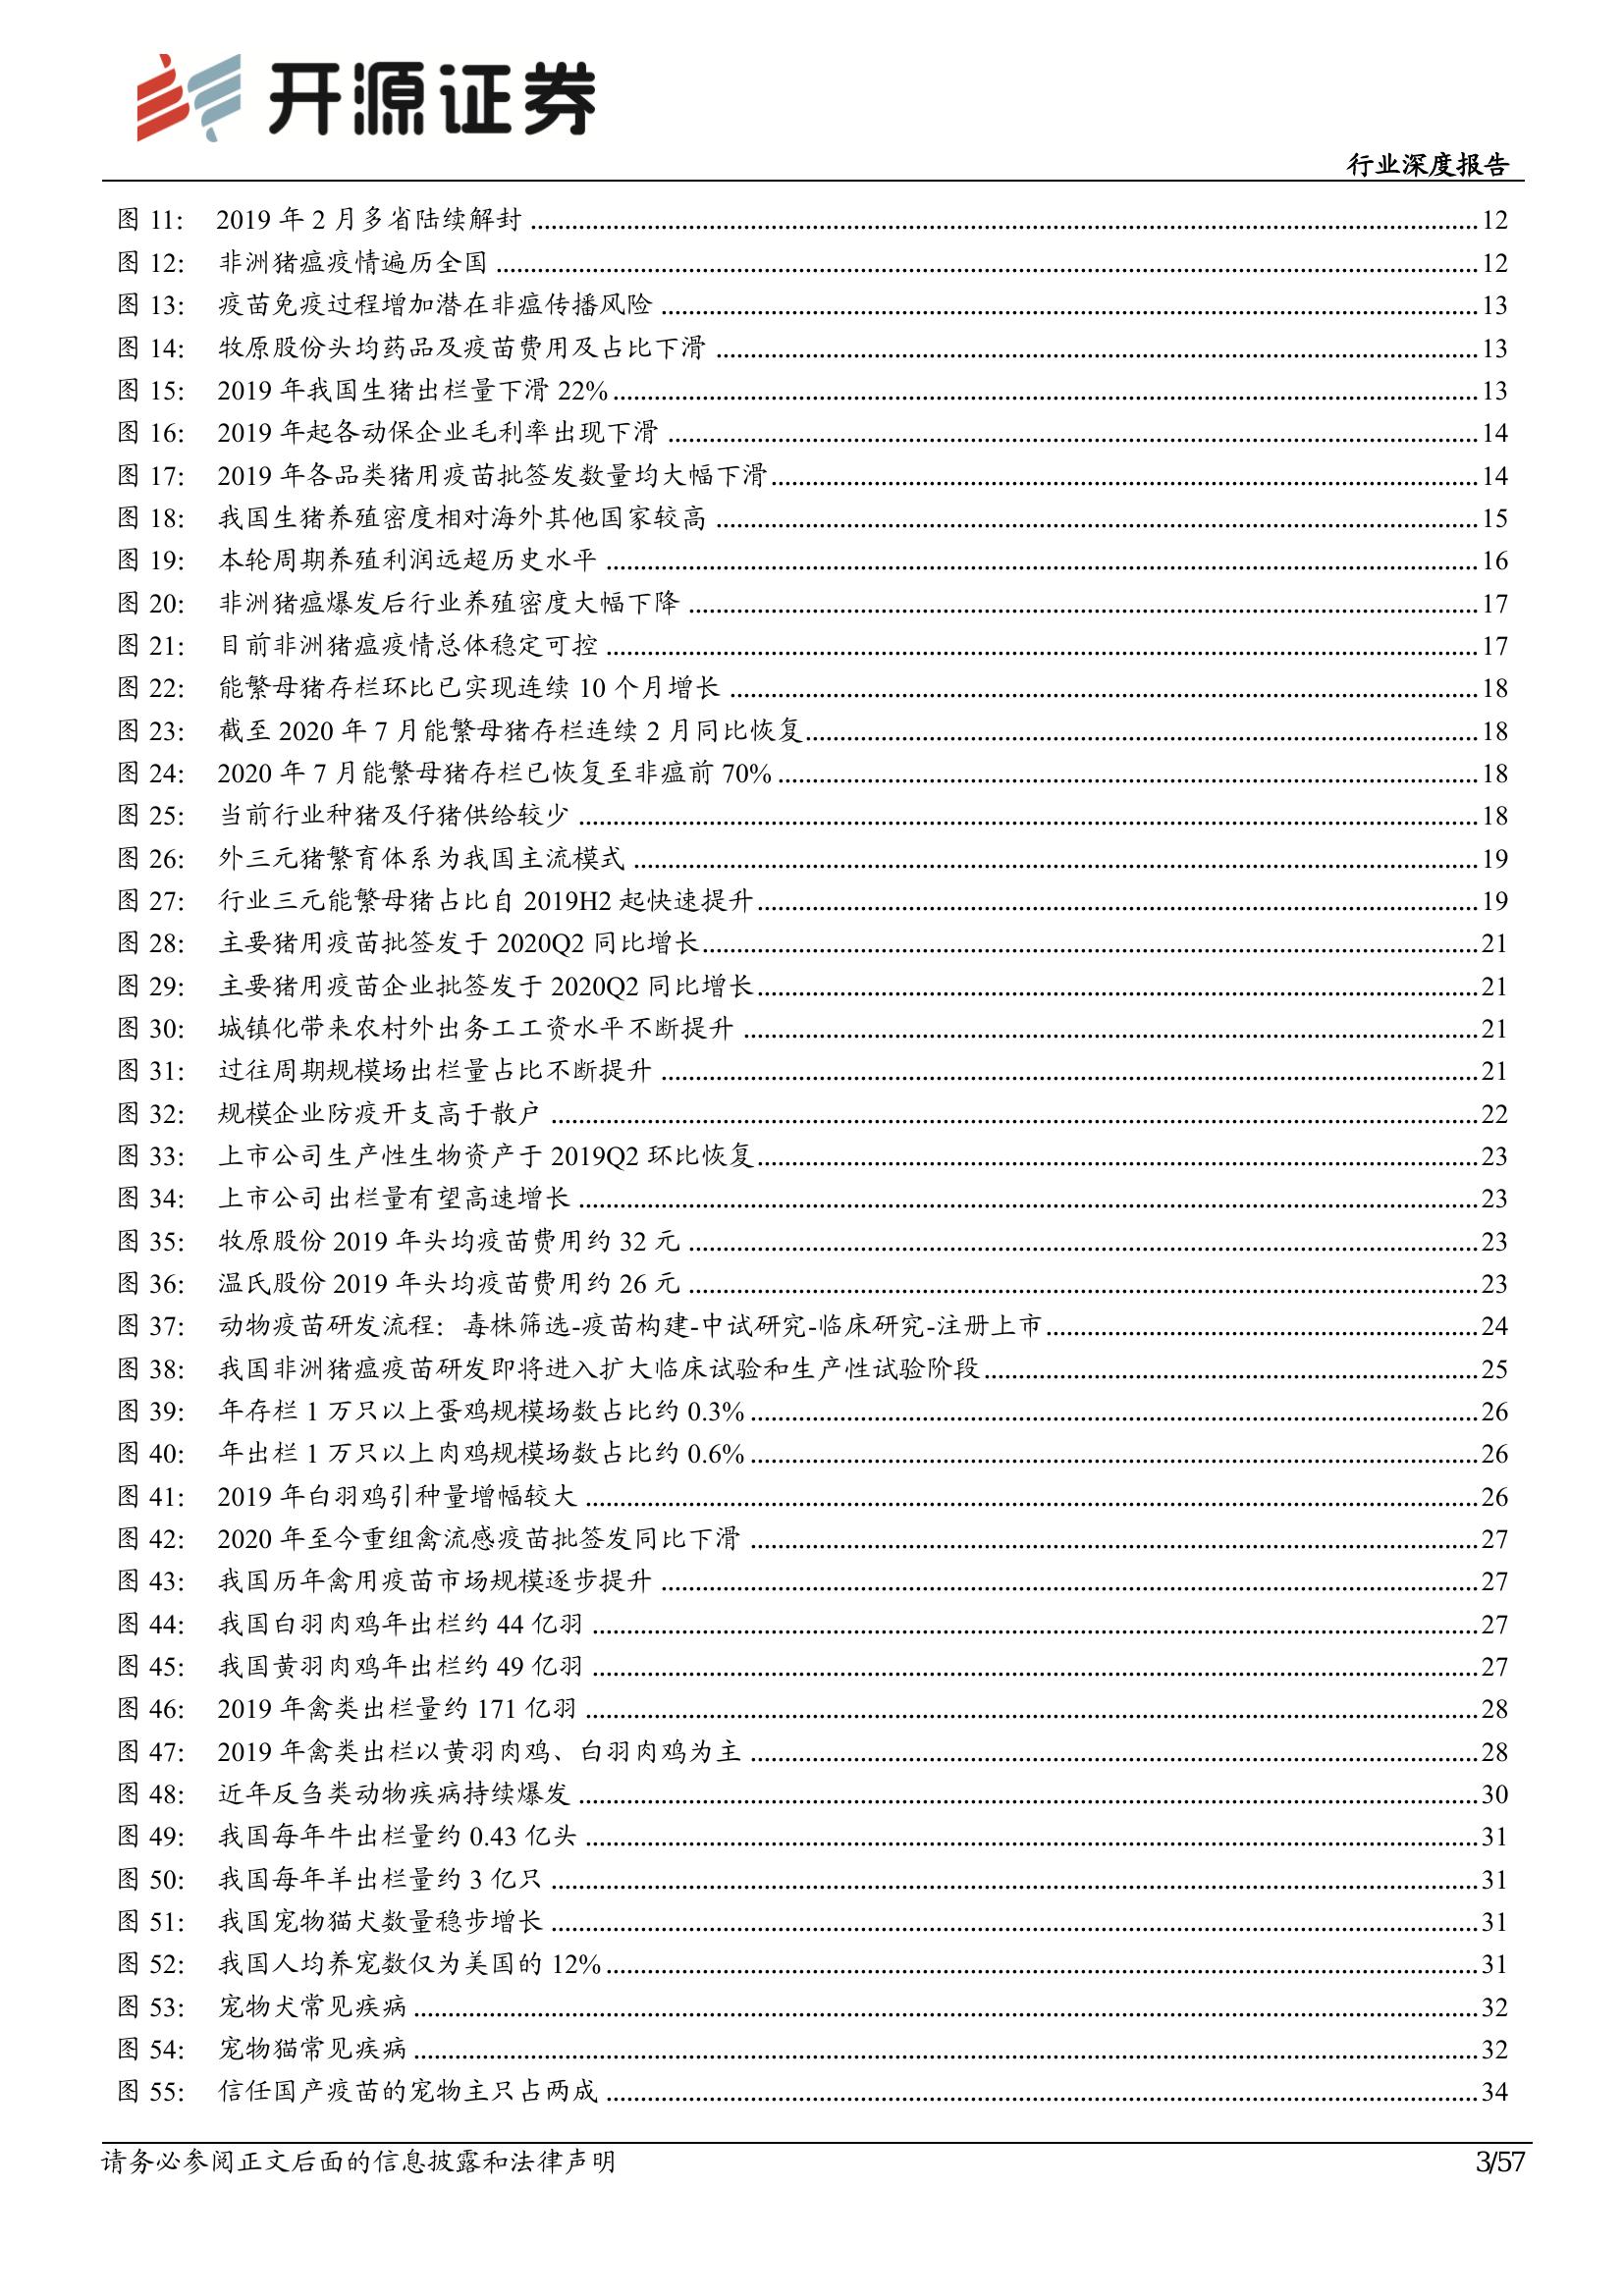 开源证券
行业深度报告
图 11： 2019 年 2 月多省陆续解封 ........ 12
图 12： 非洲猪瘟疫情遍历全国 ........ 12
图 13： 疫苗免疫过程增加潜在非瘟传播风险 ........ 13
图 14： 牧原股份头均药品及疫苗费用及占比下滑 ........ 13
图 15： 2019 年我国生猪出栏量下滑 22% ........ 13
图 16： 2019 年起各动保企业毛利率出现下滑 ........ 14
图 17： 2019 年各品类猪用疫苗批签发数量均大幅下滑 ........ 14
图 18： 我国生猪养殖密度相对海外其他国家较高 ........ 15
图 19： 本轮周期养殖利润远超历史水平 ........ 16
图 20： 非洲猪瘟爆发后行业养殖密度大幅下降 ........ 17
图 21： 目前非洲猪瘟疫情总体稳定可控 ........ 17
图 22： 能繁母猪存栏环比已实现连续 10 个月增长 ........ 18
图 23： 截至 2020 年 7 月能繁母猪存栏连续 2 月同比恢复 ........ 18
图 24： 2020 年 7 月能繁母猪存栏已恢复至非瘟前 70% ........ 18
图 25： 当前行业种猪及仔猪供给较少 ........ 18
图 26： 外三元猪繁育体系为我国主流模式 ........ 19
图 27： 行业三元能繁母猪占比自 2019H2 起快速提升 ........ 19
图 28： 主要猪用疫苗批签发于 2020Q2 同比增长 ........ 21
图 29： 主要猪用疫苗企业批签发于 2020Q2 同比增长 ........ 21
图 30： 城镇化带来农村外出务工工资水平不断提升 ........ 21
图 31： 过往周期规模场出栏量占比不断提升 ........ 21
图 32： 规模企业防疫开支高于散户 ........ 22
图 33： 上市公司生产性生物资产于 2019Q2 环比恢复 ........ 23
图 34： 上市公司出栏量有望高速增长 ........ 23
图 35： 牧原股份 2019 年头均疫苗费用约 32 元 ........ 23
图 36： 温氏股份 2019 年头均疫苗费用约 26 元 ........ 23
图 37： 动物疫苗研发流程：毒株筛选-疫苗构建-中试研究-临床研究-注册上市 ........ 24
图 38： 我国非洲猪瘟疫苗研发即将进入扩大临床试验和生产性试验阶段 ........ 25
图 39： 年存栏 1 万只以上蛋鸡规模场数占比约 0.3% ........ 26
图 40： 年出栏 1 万只以上肉鸡规模场数占比约 0.6% ........ 26
图 41： 2019 年白羽鸡引种量增幅较大 ........ 26
图 42： 2020 年至今重组禽流感疫苗批签发同比下滑 ........ 27
图 43： 我国历年禽用疫苗市场规模逐步提升 ........ 27
图 44： 我国白羽肉鸡年出栏约 44 亿羽 ........ 27
图 45： 我国黄羽肉鸡年出栏约 49 亿羽 ........ 27
图 46： 2019 年禽类出栏量约 171 亿羽 ........ 28
图 47： 2019 年禽类出栏以黄羽肉鸡、白羽肉鸡为主 ........ 28
图 48： 近年反刍类动物疾病持续爆发 ........ 30
图 49： 我国每年牛出栏量约 0.43 亿头 ........ 31
图 50： 我国每年羊出栏量约 3 亿只 ........ 31
图 51： 我国宠物猫犬数量稳步增长 ........ 31
图 52： 我国人均养宠数仅为美国的 12% ........ 31
图 53： 宠物犬常见疾病 ........ 32
图 54： 宠物猫常见疾病 ........ 32
图 55： 信任国产疫苗的宠物主只占两成 ........ 34
请务必参阅正文后面的信息披露和法律声明
3/57